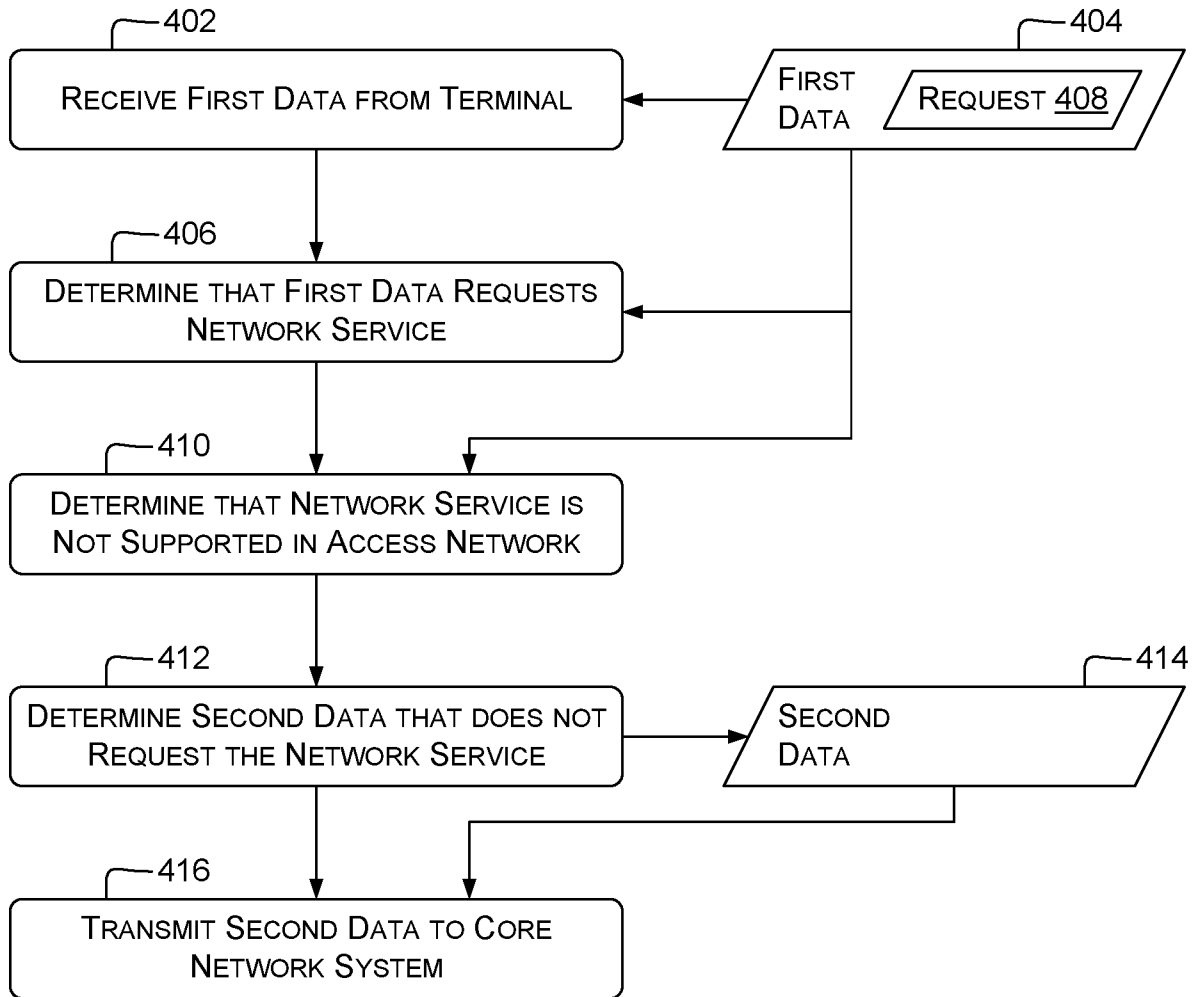 402
404
RECEIVE FIRST DATA FROM TERMINAL
FIRST
DATA
REQUEST 408
406
DETERMINE THAT FIRST DATA REQUESTS
NETWORK SERVICE
410
DETERMINE THAT NETWORK SERVICE IS
NOT SUPPORTED IN ACCESS NETWORK
412
414
DETERMINE SECOND DATA THAT DOES NOT
REQUEST THE NETWORK SERVICE
SECOND
DATA
416
TRANSMIT SECOND DATA TO CORE
NETWORK SYSTEM